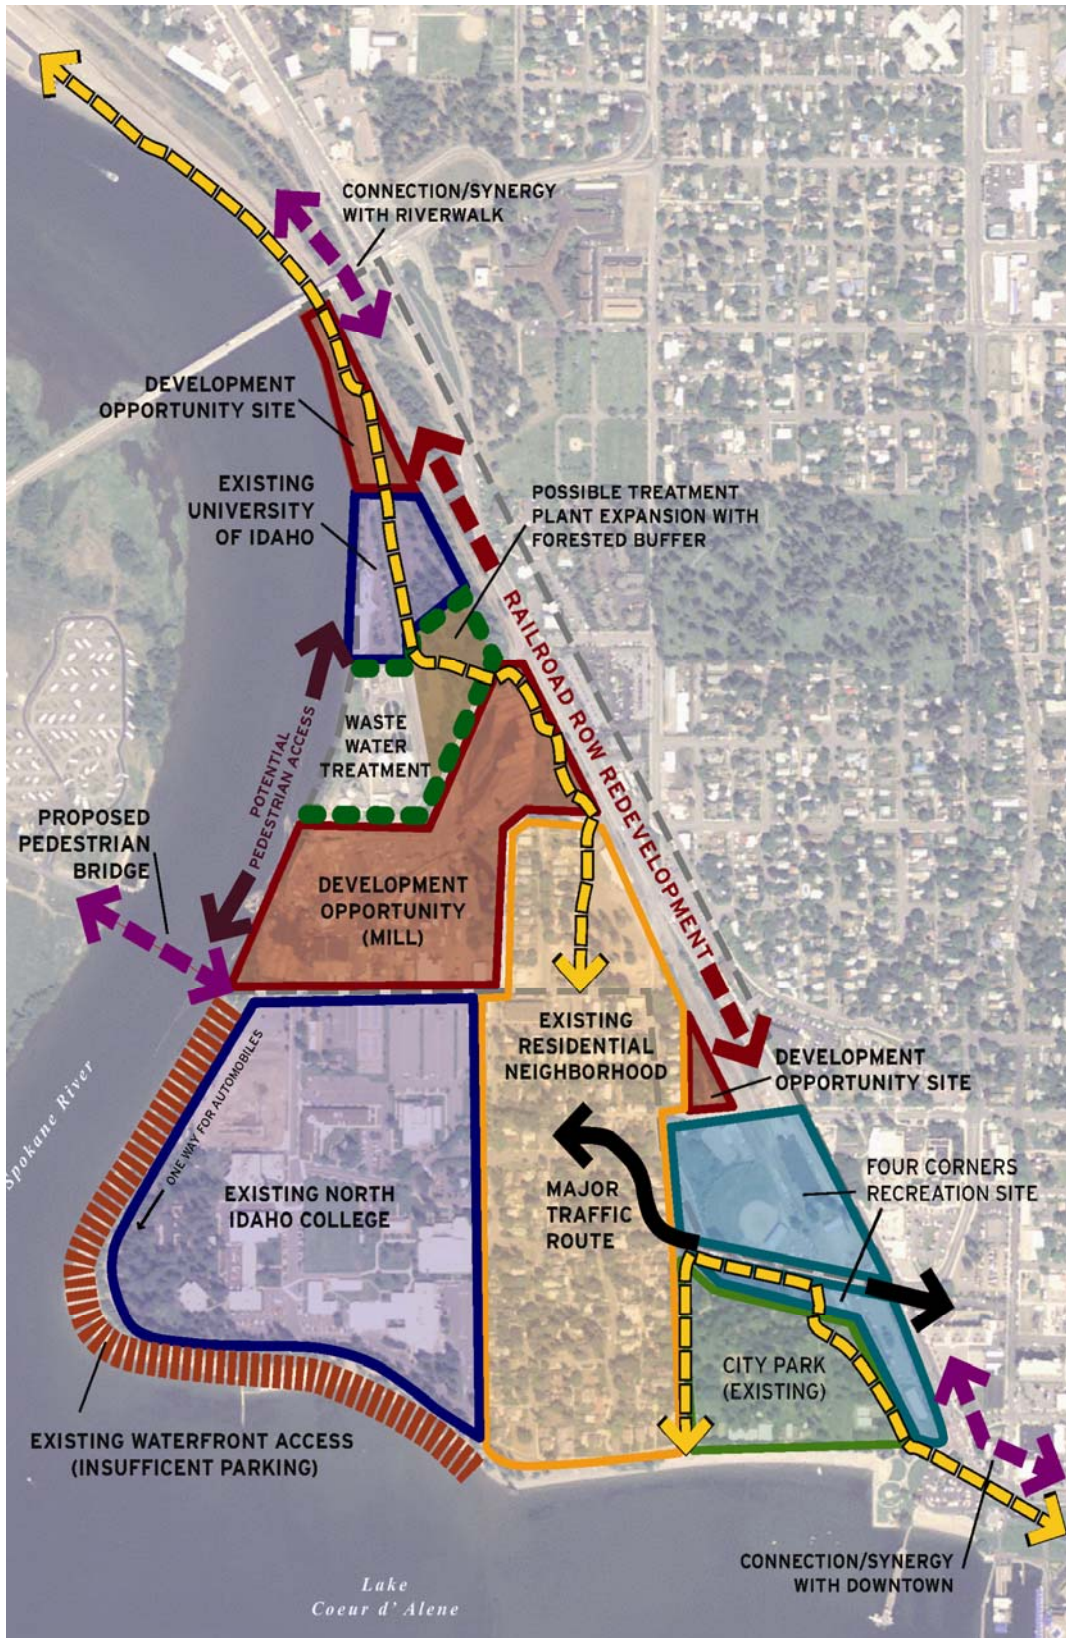 CONNECTION/SYNERGY
WITH RIVERWALK
DEVELOPMENT
OPPORTUNITY SITE
EXISTING
UNIVERSITY
OF IDAHO
POSSIBLE TREATMENT
PLANT EXPANSION WITH
FORESTED BUFFER
RAILROAD ROW REDEVELOPMENT
WASTE
WATER
TREATMENT
POTENTIAL
PEDESTRIAN ACCESS
PROPOSED
PEDESTRIAN
BRIDGE
DEVELOPMENT
OPPORTUNITY
(MILL)
EXISTING
RESIDENTIAL
NEIGHBORHOOD
DEVELOPMENT
OPPORTUNITY SITE
Spokane River
ONE WAY FOR AUTOMOBILES
EXISTING NORTH
IDAHO COLLEGE
MAJOR
TRAFFIC
ROUTE
FOUR CORNERS
RECREATION SITE
CITY PARK
(EXISTING)
EXISTING WATERFRONT ACCESS
(INSUFFICENT PARKING)
CONNECTION/SYNERGY
WITH DOWNTOWN
Lake
Coeur d' Alene